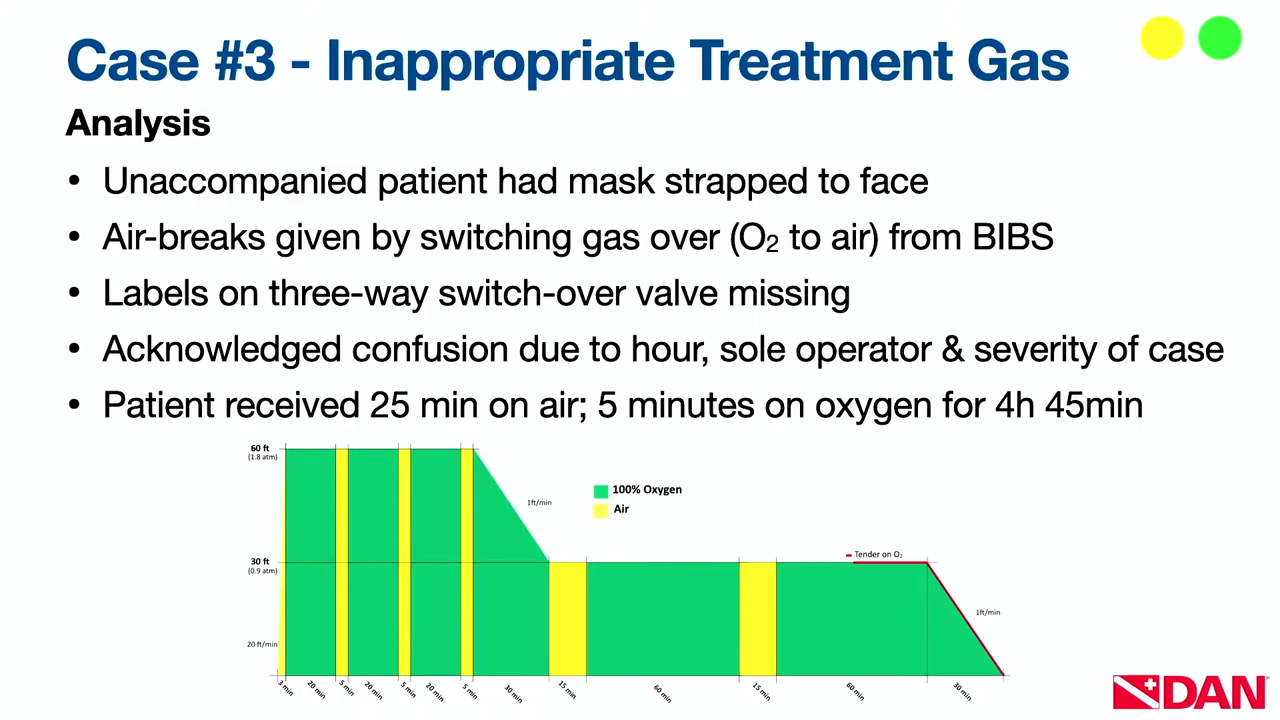 Case #3 - Inappropriate Treatment Gas
Analysis
• Unaccompanied patient had mask strapped to face
• Air-breaks given by switching gas over (O₂ to air) from BIBS
• Labels on three-way switch-over valve missing
• Acknowledged confusion due to hour, sole operator & severity of case
• Patient received 25 min on air; 5 minutes on oxygen for 4h 45min
60 ft
(1.8 atm)
1ft/min
100% Oxygen
Air
30 ft
(0.9 atm)
Tender on O₂
1ft/min
20 ft/min
3 min
20 min
5 min
20 min
5 min
20 min
5 min
30 min
15 min
60 min
15 min
60 min
30 min
DAN